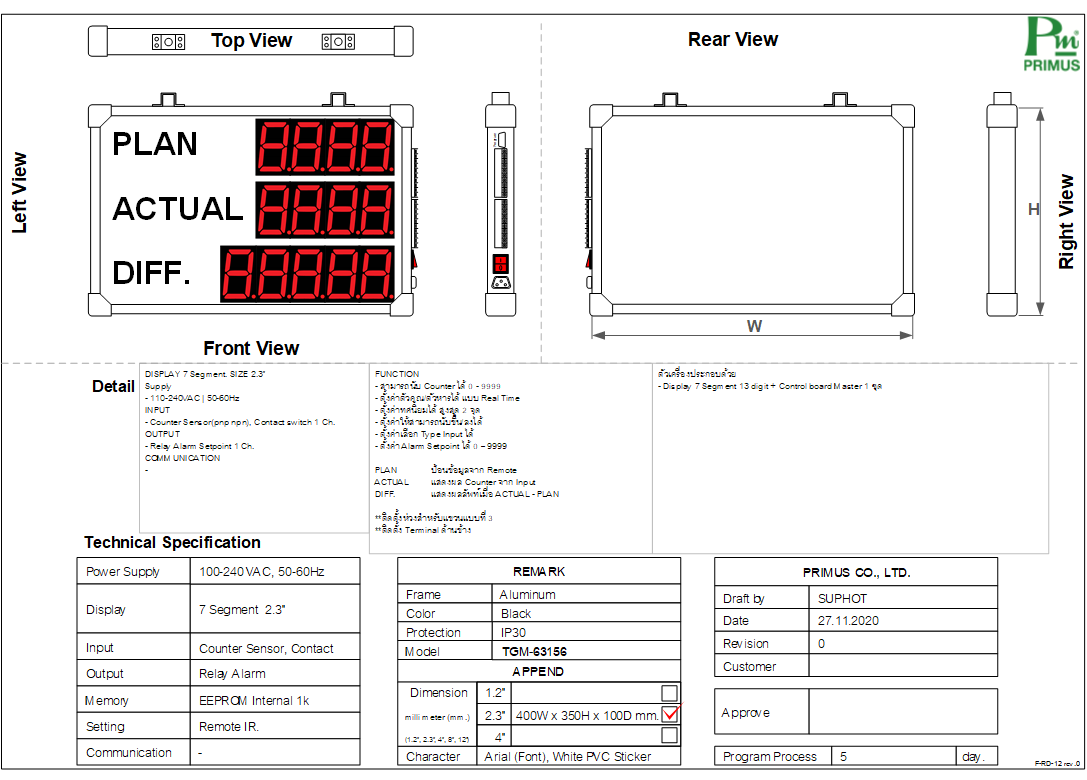 Top View
Rear View
Pm®
PRIMUS
PLAN
ACTUAL
DIFF.
Left View
H
Right View
W
Front View
Detail
DISPLAY 7 Segment. SIZE 2.3"
Supply
- 110-240VAC | 50-60Hz
INPUT
- Counter Sensor(pnp npn), Contact switch 1 Ch.
OUTPUT
- Relay Alarm Setpoint 1 Ch.
COMMUNICATION
-
FUNCTION
- สามารถนับ Counter ได้ 0 - 9999
- ตั้งค่าตัวคูณ/ตัวหารได้ แบบ Real Time
- ตั้งค่าทศนิยมได้ สูงสุด 2 จุด
- ตั้งค่าให้สามารถนับขึ้น/ลงได้
- ตั้งค่าเลือก Type Input ได้
- ตั้งค่า Alarm Setpoint ได้ 0 – 9999
PLAN ป้อนข้อมูลจาก Remote
ACTUAL แสดงผล Counter จาก Input
DIFF. แสดงผลลัพท์เมื่อ ACTUAL - PLAN
**ติดตั้งห่วงสำหรับแขวนแบบที่ 3
**ติดตั้ง Terminal ด้านข้าง
ตัวเครื่องประกอบด้วย
- Display 7 Segment 13 digit + Control board Master 1 ชุด
Technical Specification
Power Supply 100-240VAC, 50-60Hz
Display 7 Segment 2.3"
Input Counter Sensor, Contact
Output Relay Alarm
Memory EEPROM Internal 1k
Setting Remote IR.
Communication -
REMARK
Frame Aluminum
Color Black
Protection IP30
Model TGM-63156
APPEND
Dimension 1.2"
millimeter (mm.) 2.3" 400W x 350H x 100D mm.
(1.2", 2.3", 4", 8", 12") 4"
Character Arial (Font), White PVC Sticker
PRIMUS CO., LTD.
Draft by SUPHOT
Date 27.11.2020
Revision 0
Customer
Approve
Program Process 5 day.
F-RD-12 rev.0